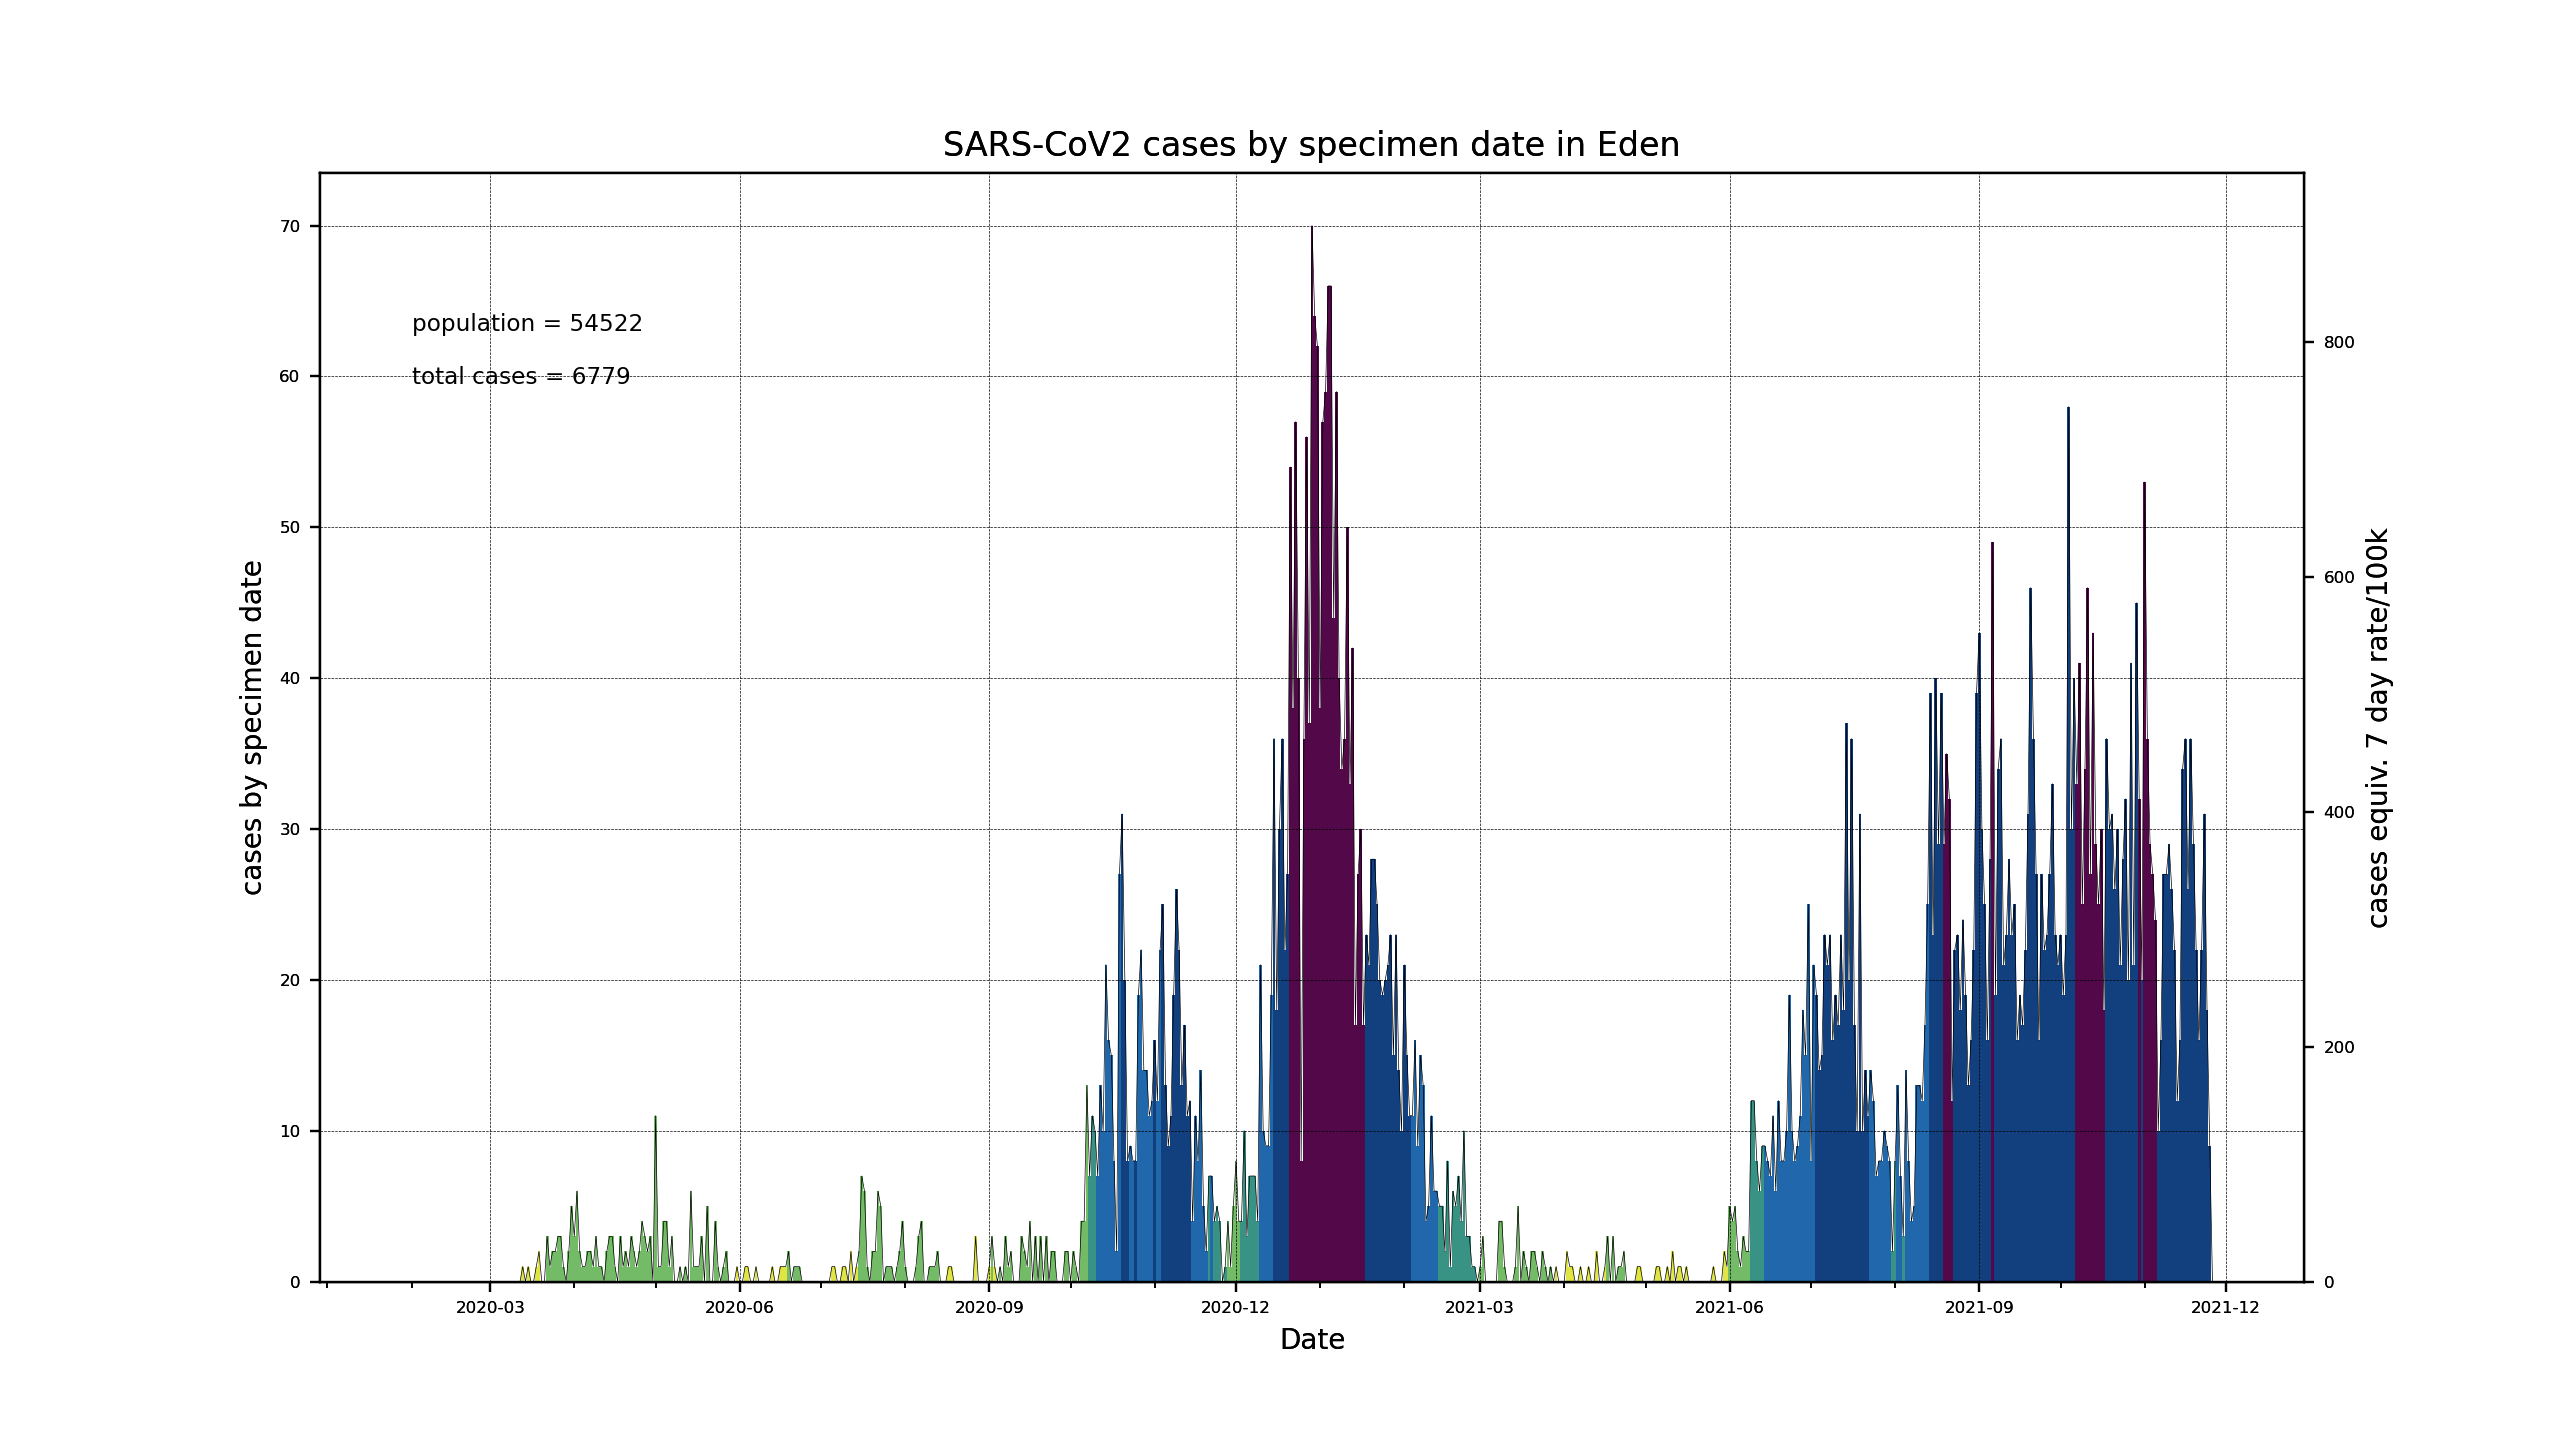 SARS-CoV2 cases by specimen date in Eden
population = 54522
total cases = 6779
cases by specimen date
70
60
50
40
30
20
10
0
800
600
400
200
0
cases equiv. 7 day rate/100k
2020-03 2020-06 2020-09 2020-12 2021-03 2021-06 2021-09 2021-12
Date